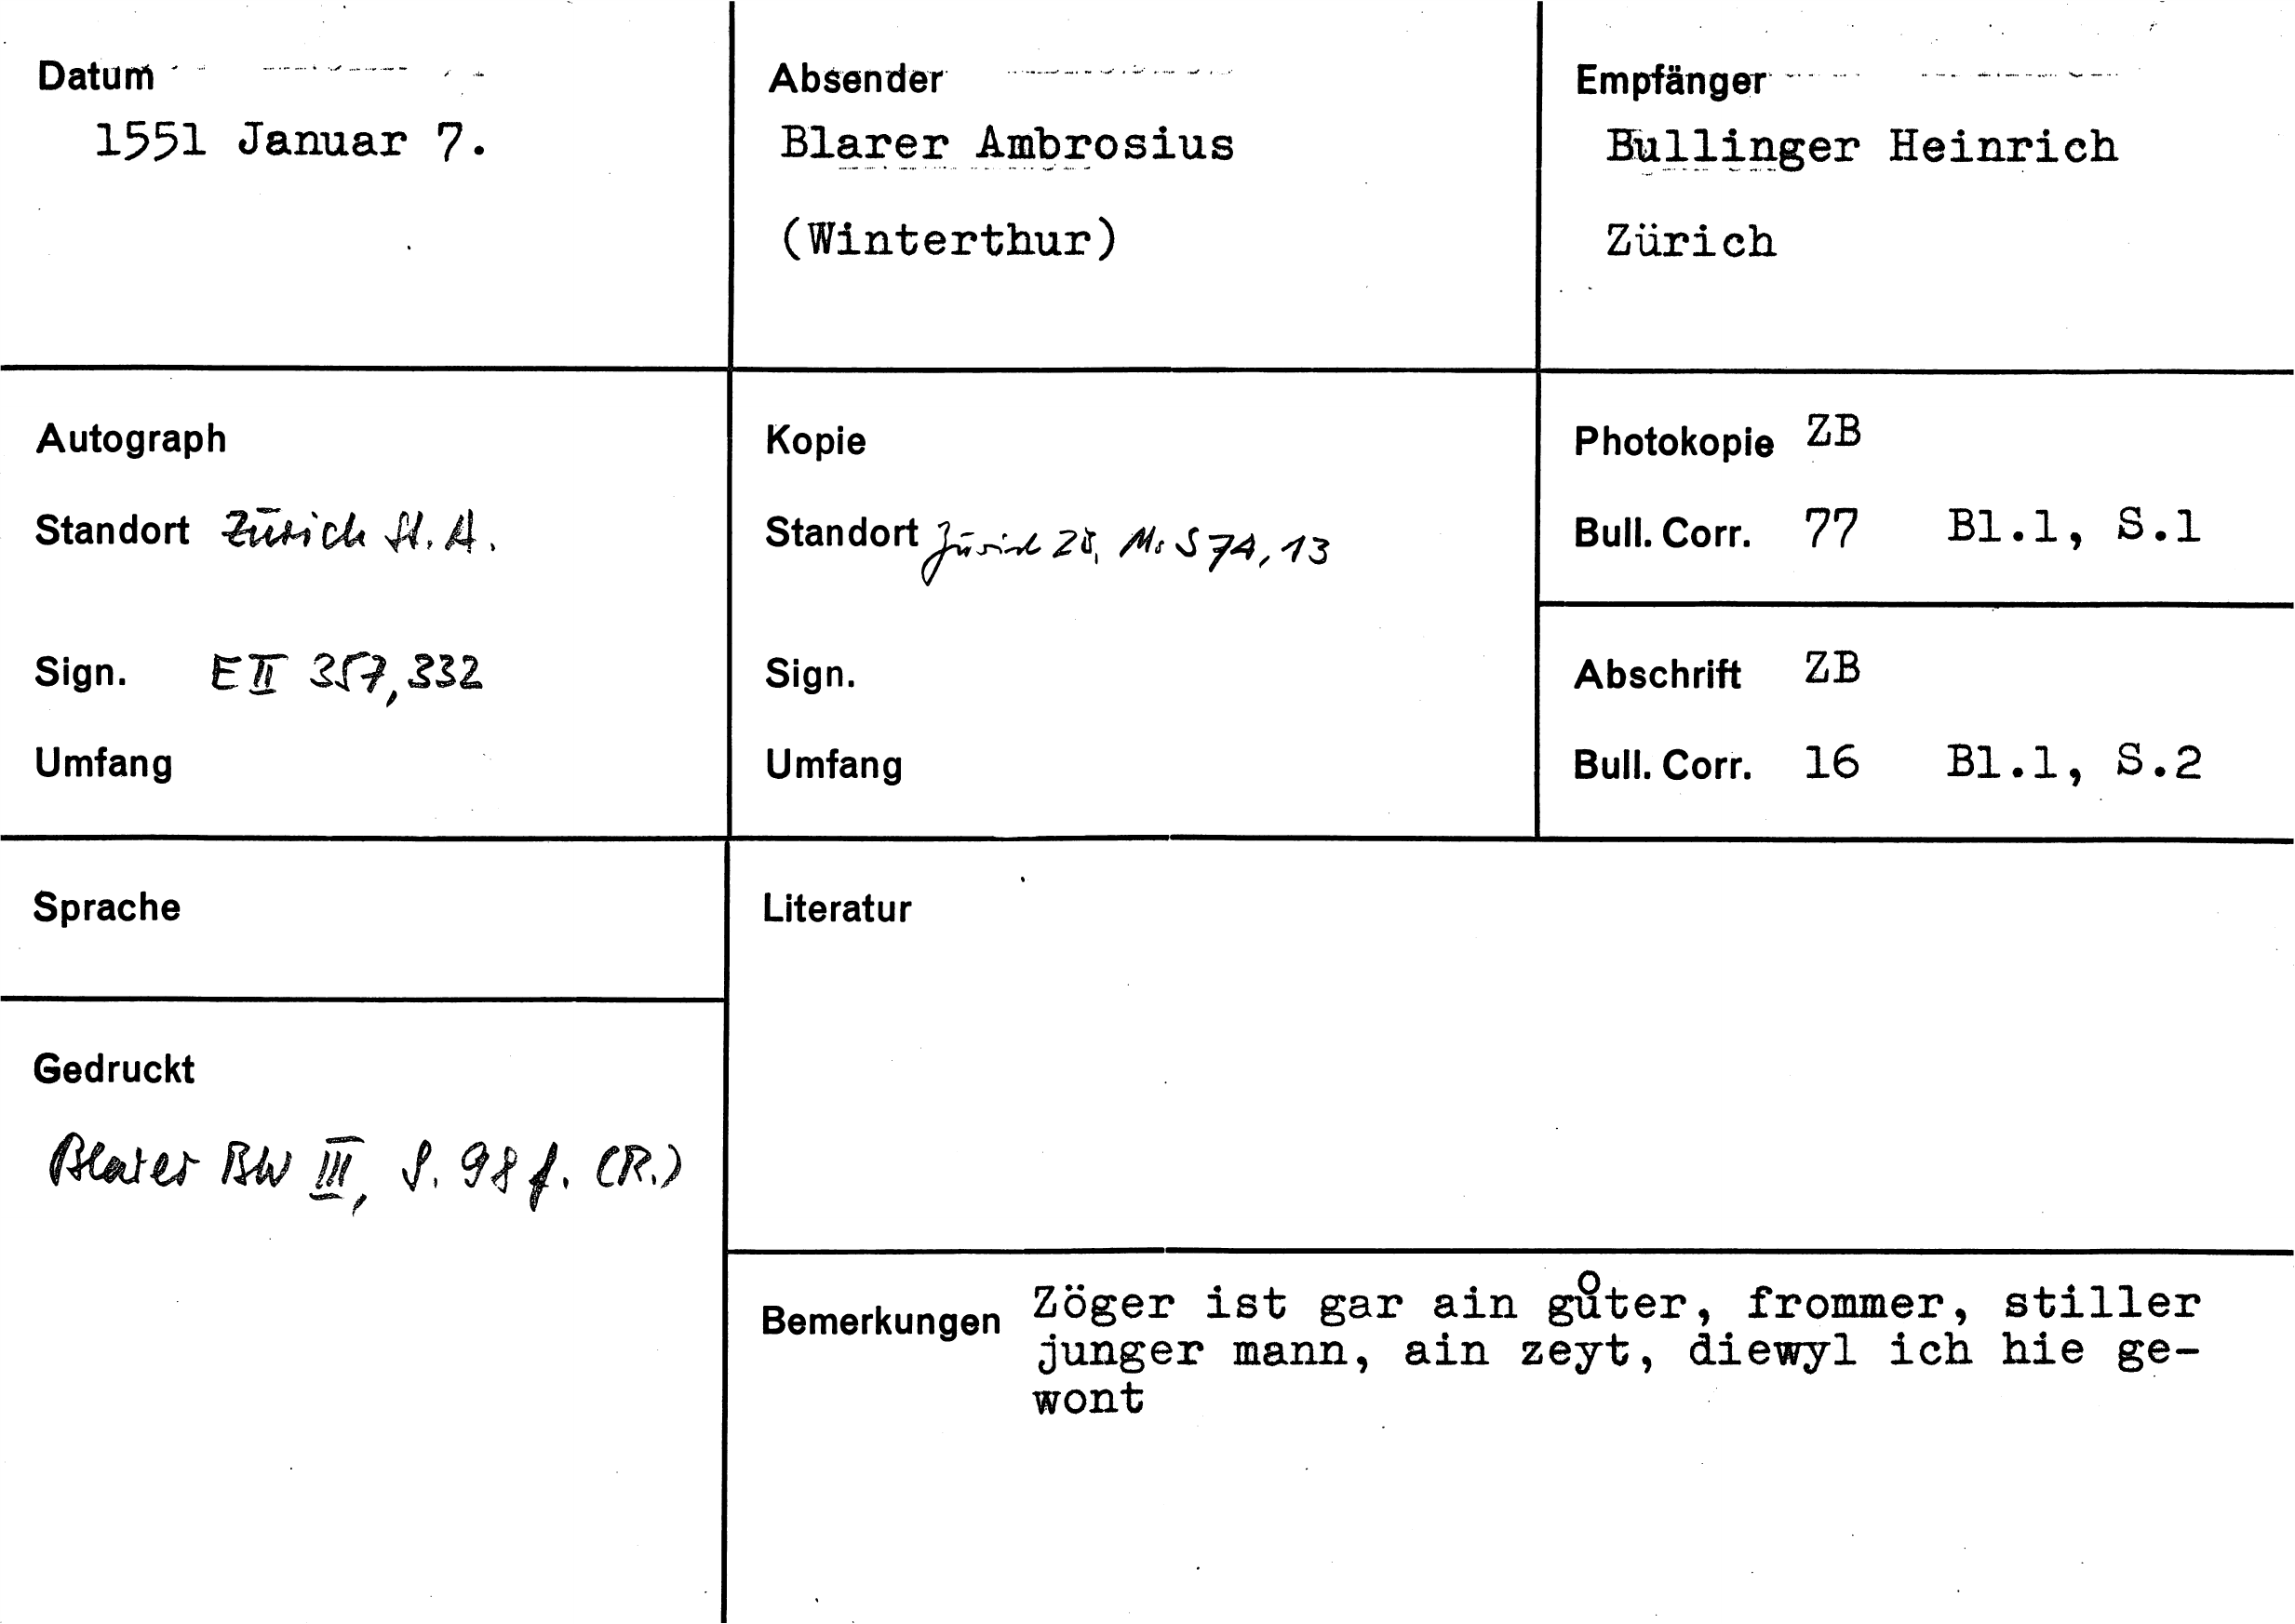 Datum
1551 Januar 7.
Absender
Blarer Ambrosius
(Winterthur)
Empfänger
Bullinger Heinrich
Zürich
Autograph
Standort Zürich St. A.
Sign. E II 357, 332
Umfang
Kopie
Standort Zürich ZB, Ms S 74, 13
Sign.
Umfang
Photokopie ZB
Bull. Corr. 77 Bl.1, S.1
Abschrift ZB
Bull. Corr. 16 Bl.1, S.2
Sprache
Gedruckt
Blarer BW III, S. 98 f. (R.)
Literatur
Bemerkungen Zöger ist gar ain gůter, frommer, stiller
junger mann, ain zeyt, diewyl ich hie ge-
wont